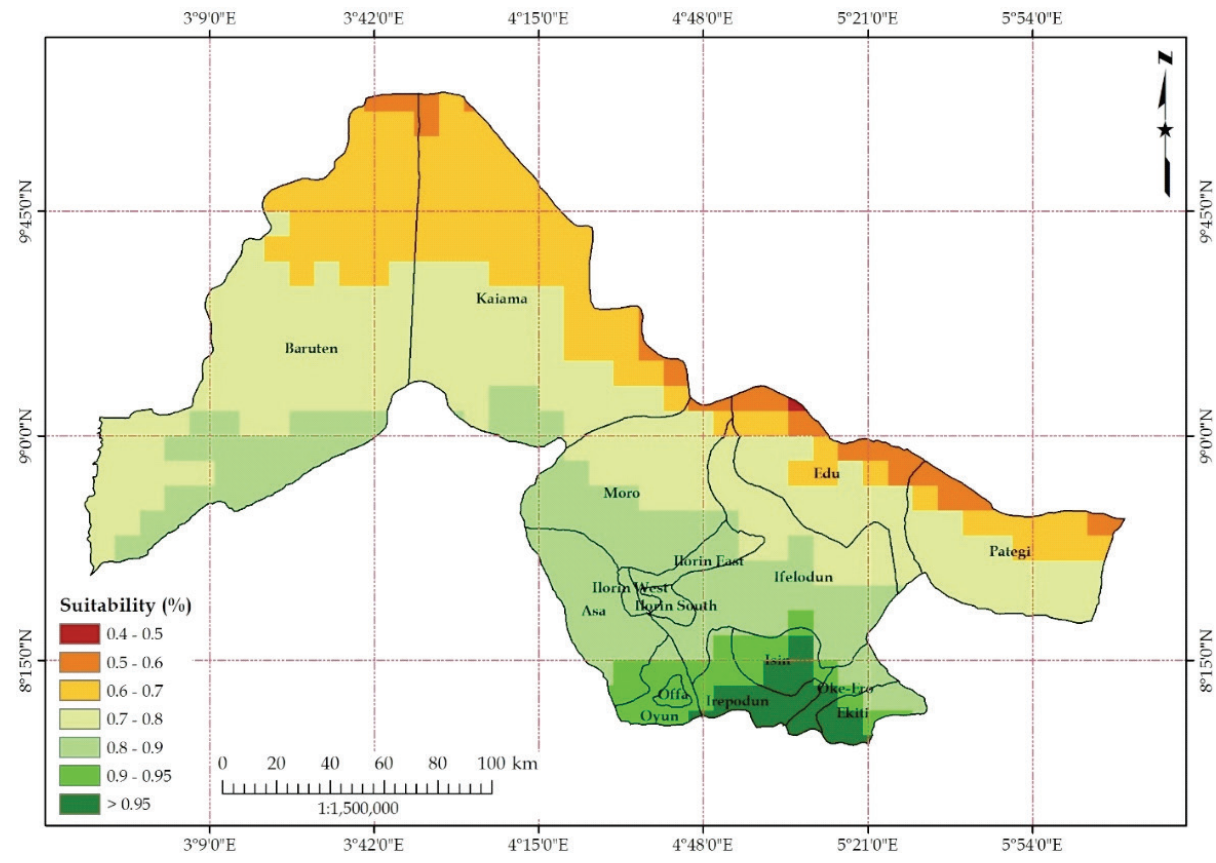 3°9'0"E 3°42'0"E 4°15'0"E 4°48'0"E 5°21'0"E 5°54'0"E
N
9°45'0"N 9°45'0"N
Kaiama
Baruten
9°0'0"N 9°0'0"N
Edu
Moro
Pategi
Ilorin East
Ifelodun
Ilorin West
Ilorin South
Asa
Suitability (%)
0.4 - 0.5
0.5 - 0.6
0.6 - 0.7
0.7 - 0.8
0.8 - 0.9
0.9 - 0.95
> 0.95
8°15'0"N 8°15'0"N
Isin
Oke-Ero
Offa
Irepodun
Ekiti
Oyun
0 20 40 60 80 100 km
1:1,500,000
3°9'0"E 3°42'0"E 4°15'0"E 4°48'0"E 5°21'0"E 5°54'0"E